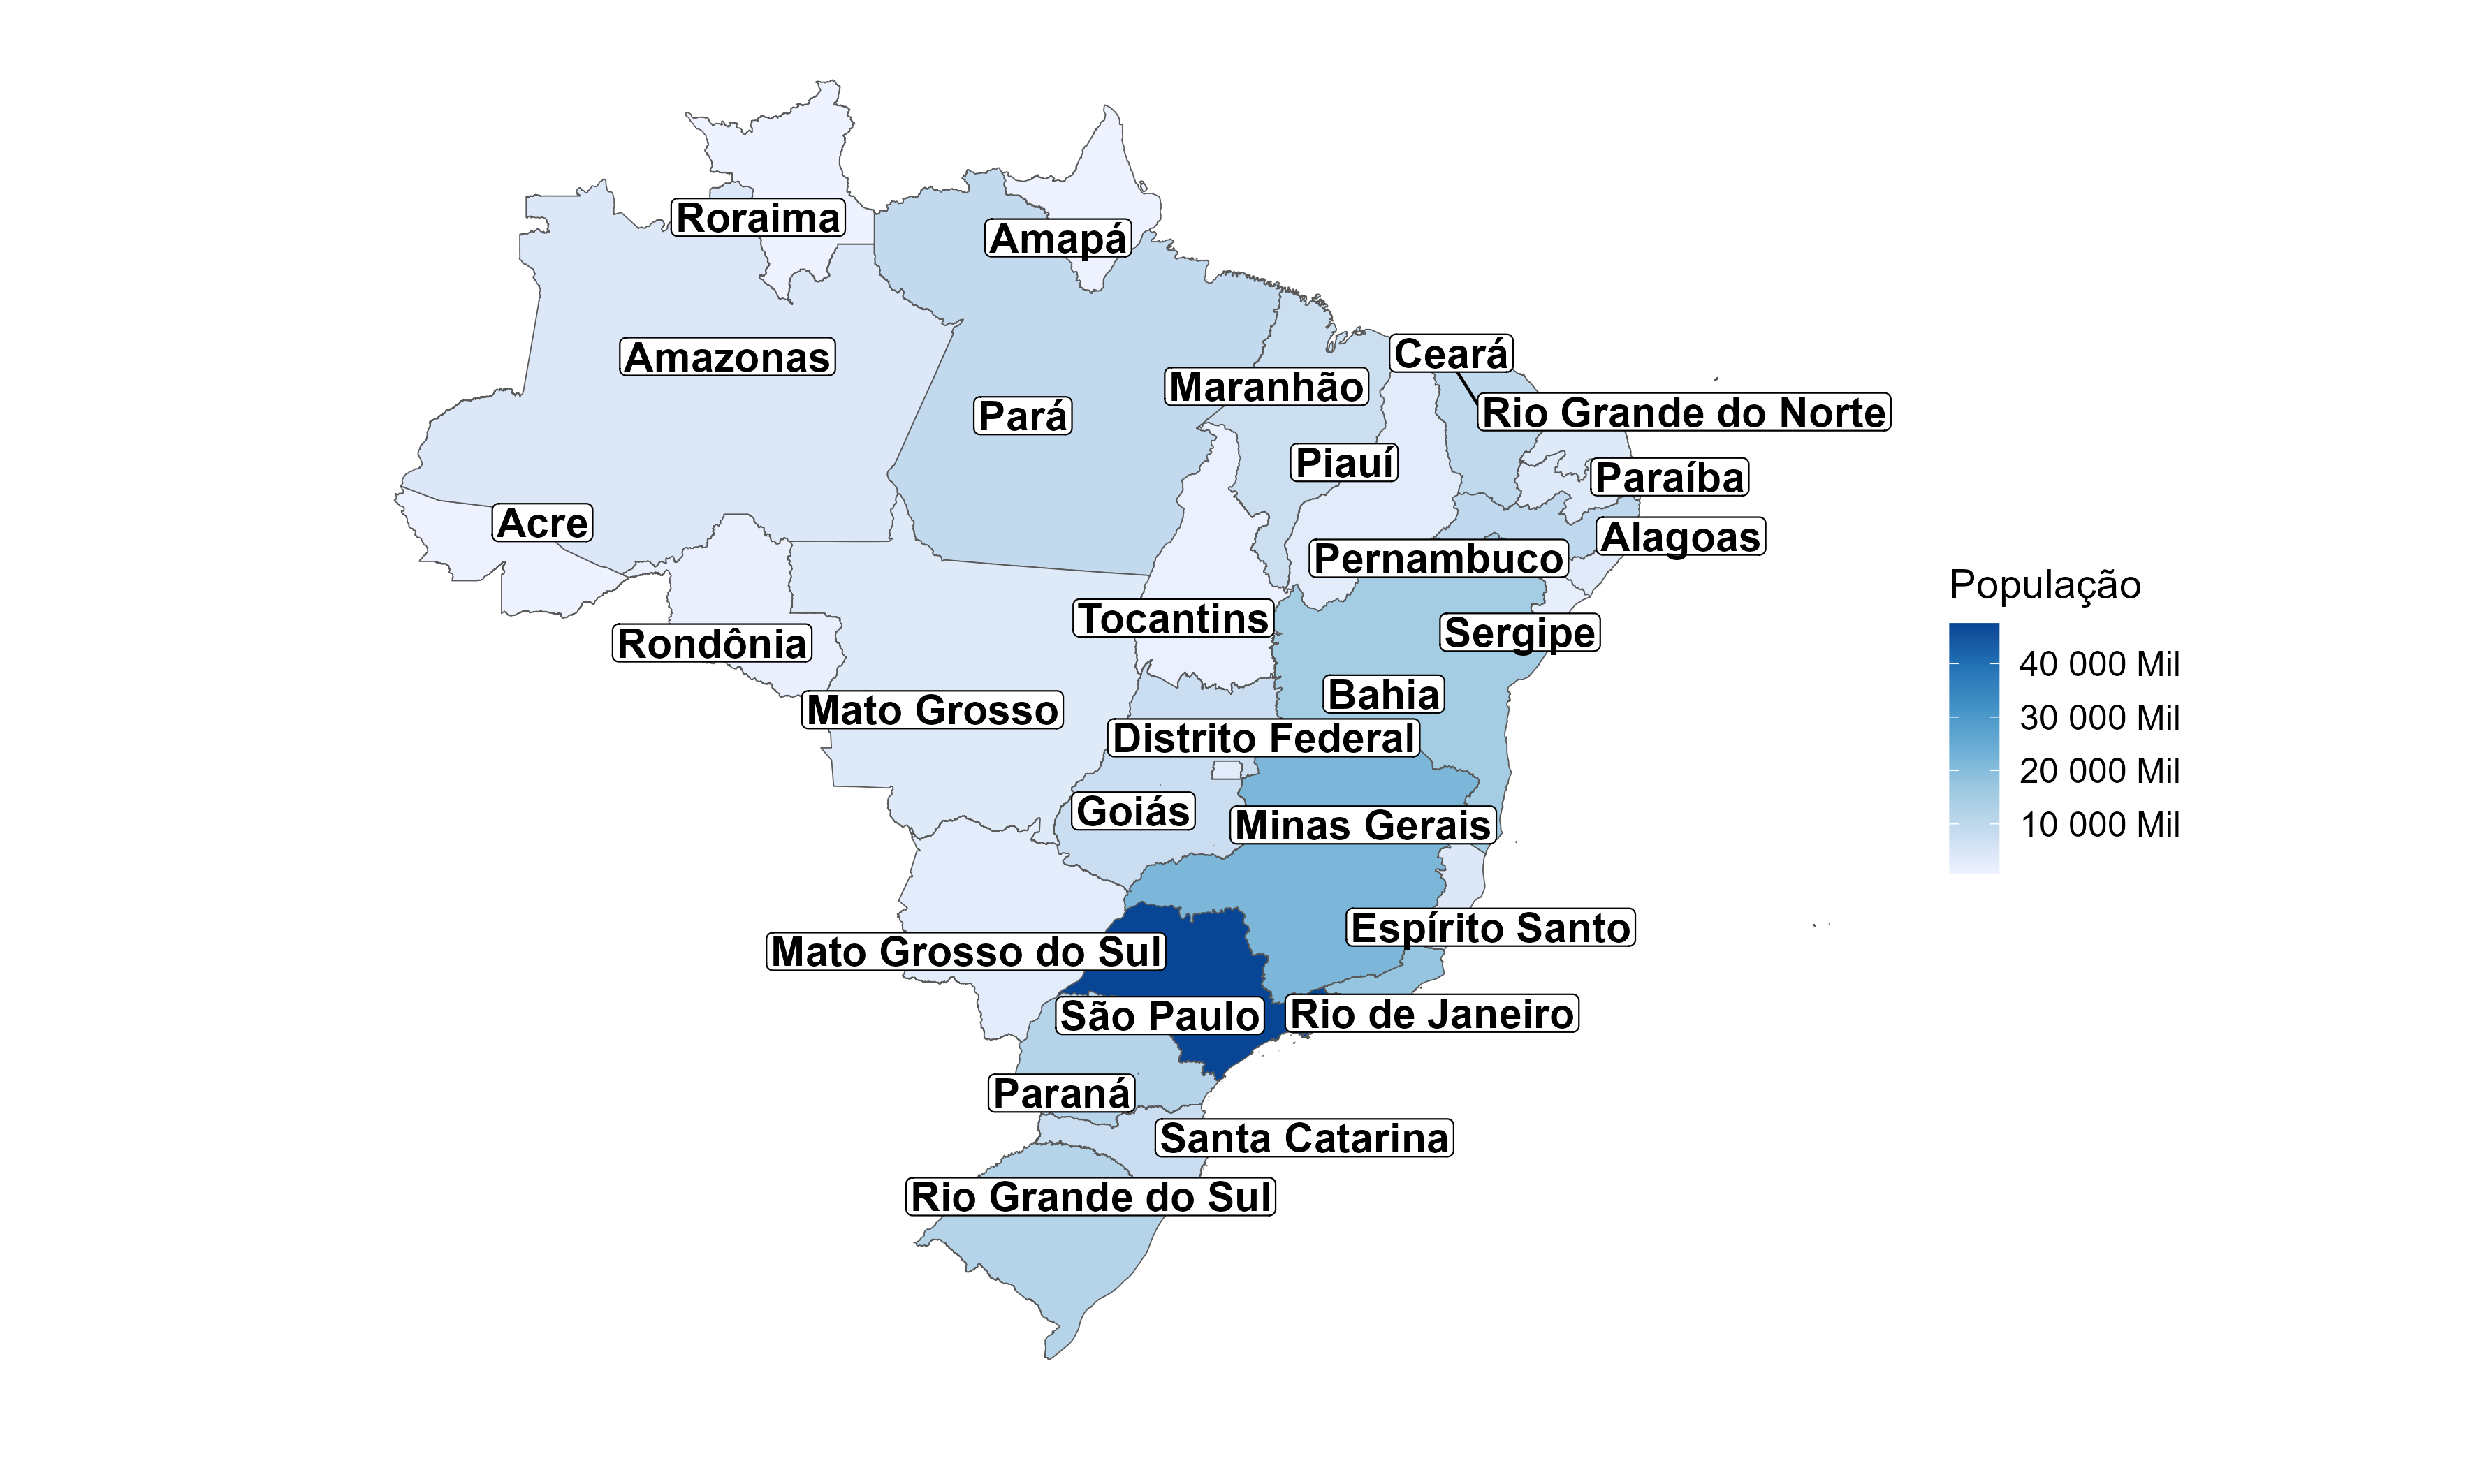 Roraima
Amapá
Amazonas
Ceará
Maranhão
Pará
Rio Grande do Norte
Piauí
Paraíba
Acre
Alagoas
Pernambuco
Tocantins
Sergipe
Rondônia
Bahia
Mato Grosso
Distrito Federal
Goiás
Minas Gerais
Espírito Santo
Mato Grosso do Sul
São Paulo
Rio de Janeiro
Paraná
Santa Catarina
Rio Grande do Sul
População
40 000 Mil
30 000 Mil
20 000 Mil
10 000 Mil